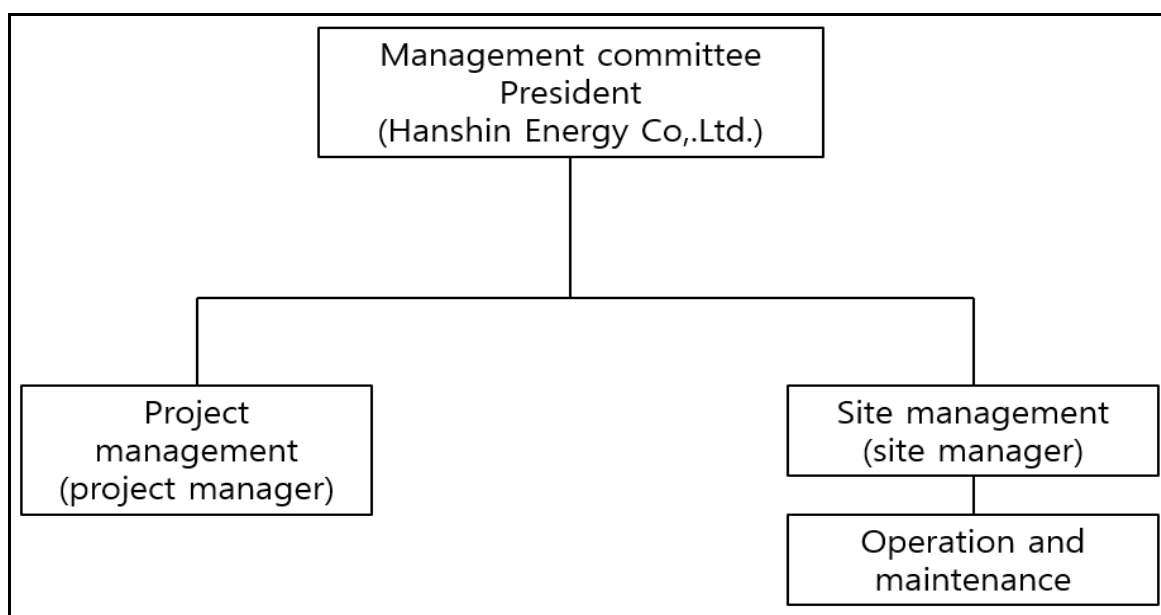 Management committee
President
(Hanshin Energy Co,.Ltd.)
Project
management
(project manager)
Site management
(site manager)
Operation and
maintenance